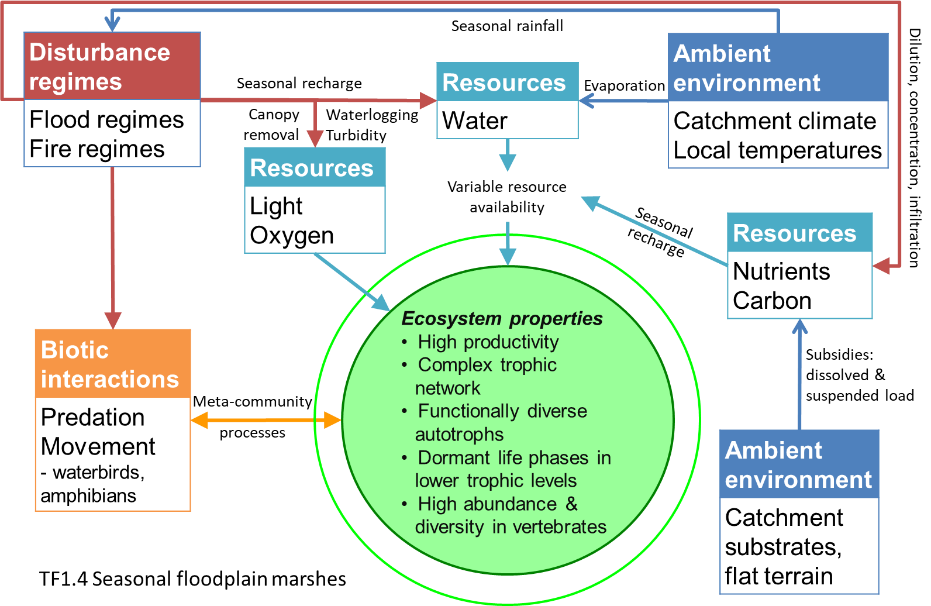 Seasonal rainfall
Disturbance
regimes
Flood regimes
Fire regimes
Seasonal recharge
Canopy
removal
Waterlogging
Turbidity
Resources
Water
Evaporation
Ambient
environment
Catchment climate
Local temperatures
Dilution, concentration, infiltration
Resources
Light
Oxygen
Variable resource
availability
Seasonal
recharge
Resources
Nutrients
Carbon
Biotic
interactions
Predation
Movement
- waterbirds,
amphibians
Meta-community
processes
Ecosystem properties
• High productivity
• Complex trophic
network
• Functionally diverse
autotrophs
• Dormant life phases in
lower trophic levels
• High abundance &
diversity in vertebrates
Subsidies:
dissolved &
suspended load
Ambient
environment
Catchment
substrates,
flat terrain
TF1.4 Seasonal floodplain marshes